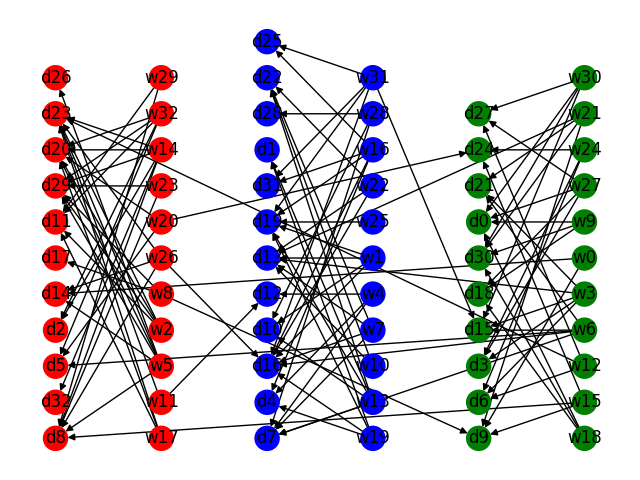 d25
d26 w29 d22 w31 w30
d23 w32 d28 w28 d27 w21
d20 w14 d1 w16 d24 w24
d29 w23 d31 w22 d21 w27
d11 w20 d19 w25 d0 w9
d17 w26 d13 w1 d30 w0
d14 w8 d12 w4 d18 w3
d2 w2 d10 w7 d15 w6
d5 w5 d16 w10 d3 w12
d32 w11 d4 w13 d6 w15
d8 w17 d7 w19 d9 w18